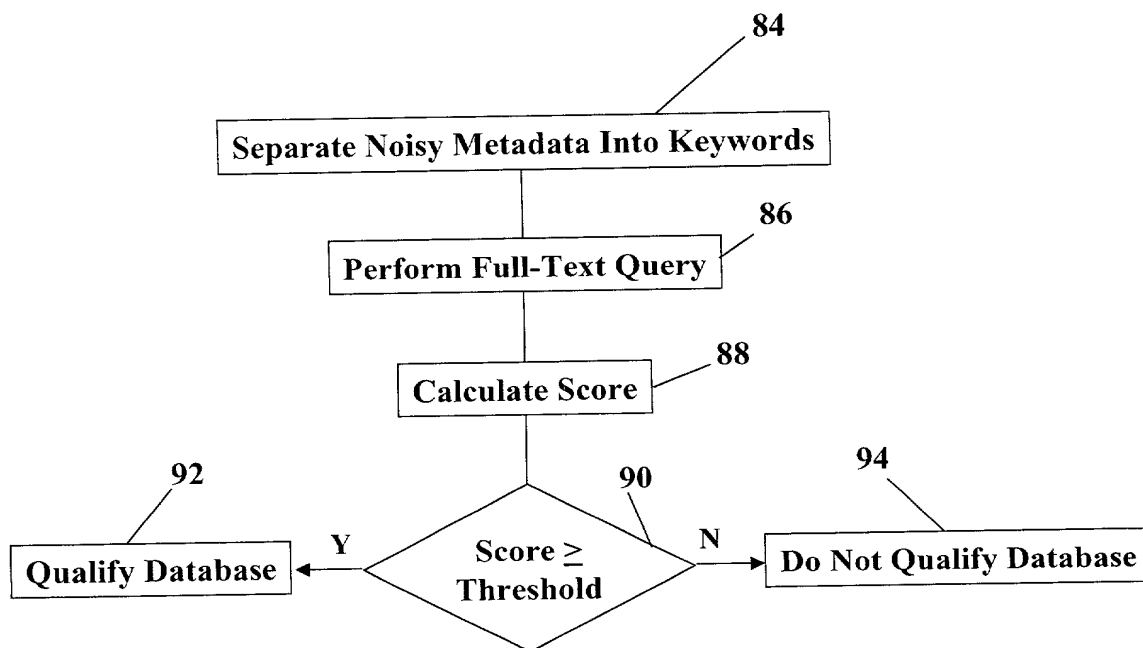 84
Separate Noisy Metadata Into Keywords
86
Perform Full-Text Query
88
Calculate Score
92
90
94
Y
N
Qualify Database
Score ≥
Threshold
Do Not Qualify Database